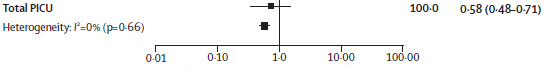 Total PICU 100·0 0·58 (0·48–0·71)
Heterogeneity: I²=0% (p=0·66)
0·01 0·10 1·0 10·00 100·00